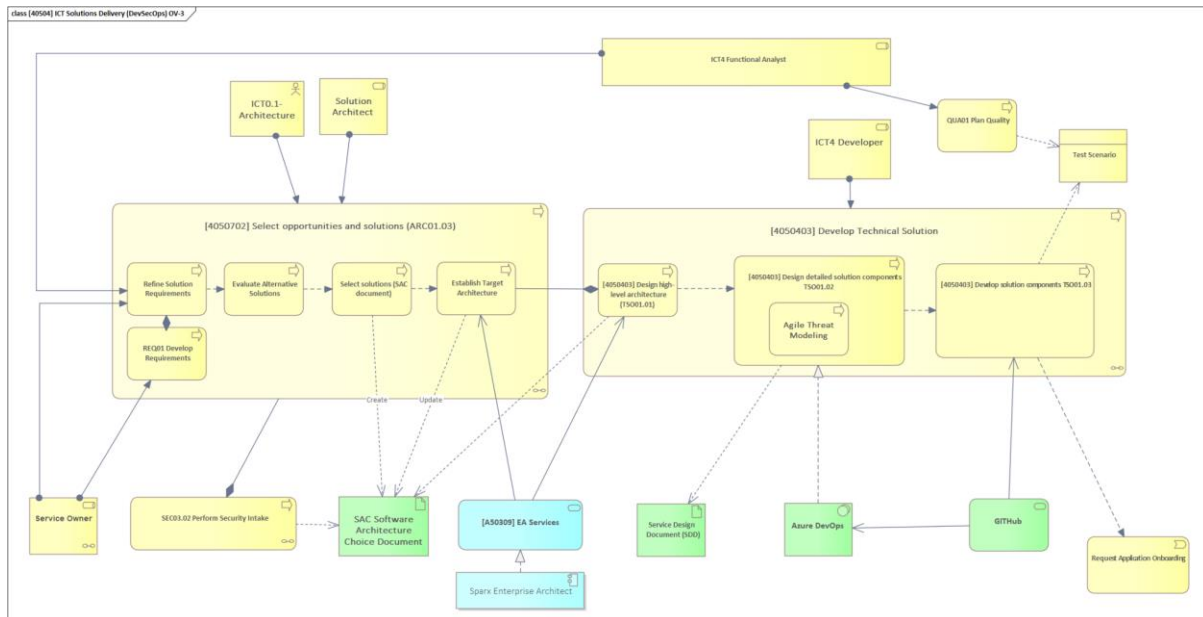 class [40504] ICT Solutions Delivery (DevSecOps) OV-3
ICT4 Functional Analyst
ICT0.1-
Architecture
Solution
Architect
QUA01 Plan Quality
ICT4 Developer
Test Scenario
[4050702] Select opportunities and solutions (ARC01.03)
[4050403] Develop Technical Solution
Refine Solution
Requirements
Evaluate Alternative
Solutions
Select solutions (SAC
document)
Establish Target
Architecture
[4050403] Design high-
level architecture
(TSO01.01)
[4050403] Design detailed solution components
TSO01.02
Agile Threat
Modeling
[4050403] Develop solution components TSO01.03
REQ01 Develop
Requirements
Create
Update
Service Owner
SEC03.02 Perform Security Intake
SAC Software
Architecture
Choice Document
[A50309] EA Services
Service Design
Document (SDD)
Azure DevOps
GITHub
Request Application Onboarding
Sparx Enterprise Architect